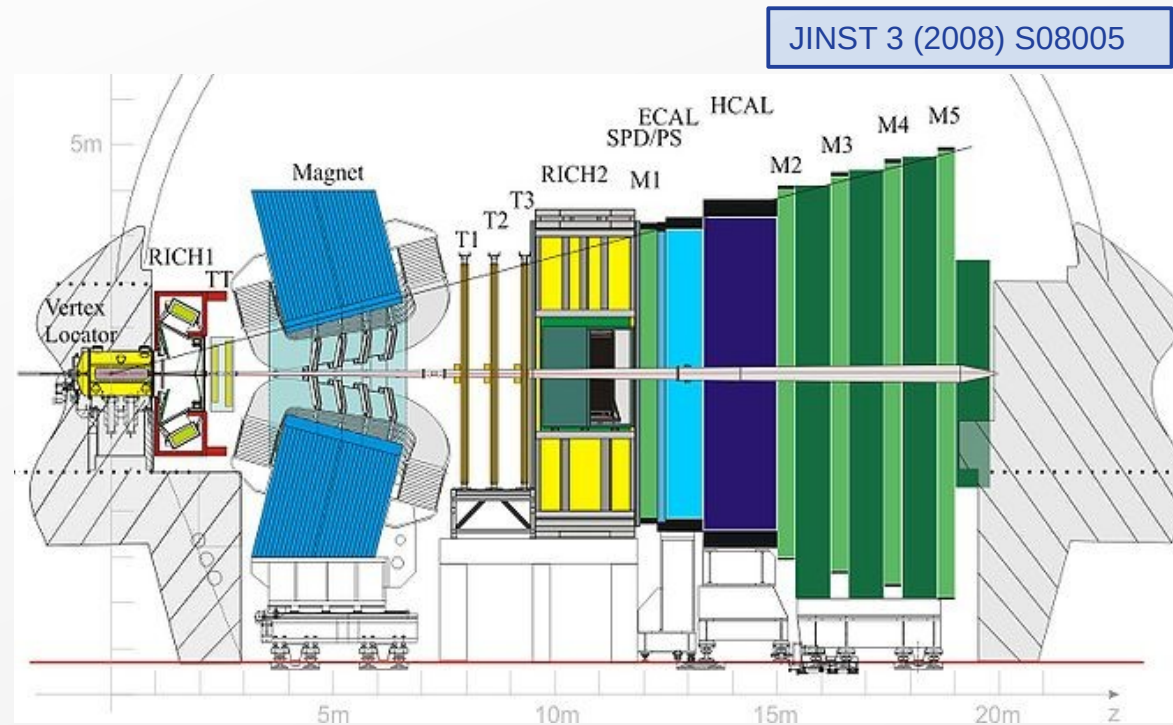 JINST 3 (2008) S08005
5m
Magnet
RICH1
TT
Vertex
Locator
T1
T2
T3
RICH2
M1
SPD/PS
ECAL
HCAL
M2
M3
M4
M5
5m
10m
15m
20m
z